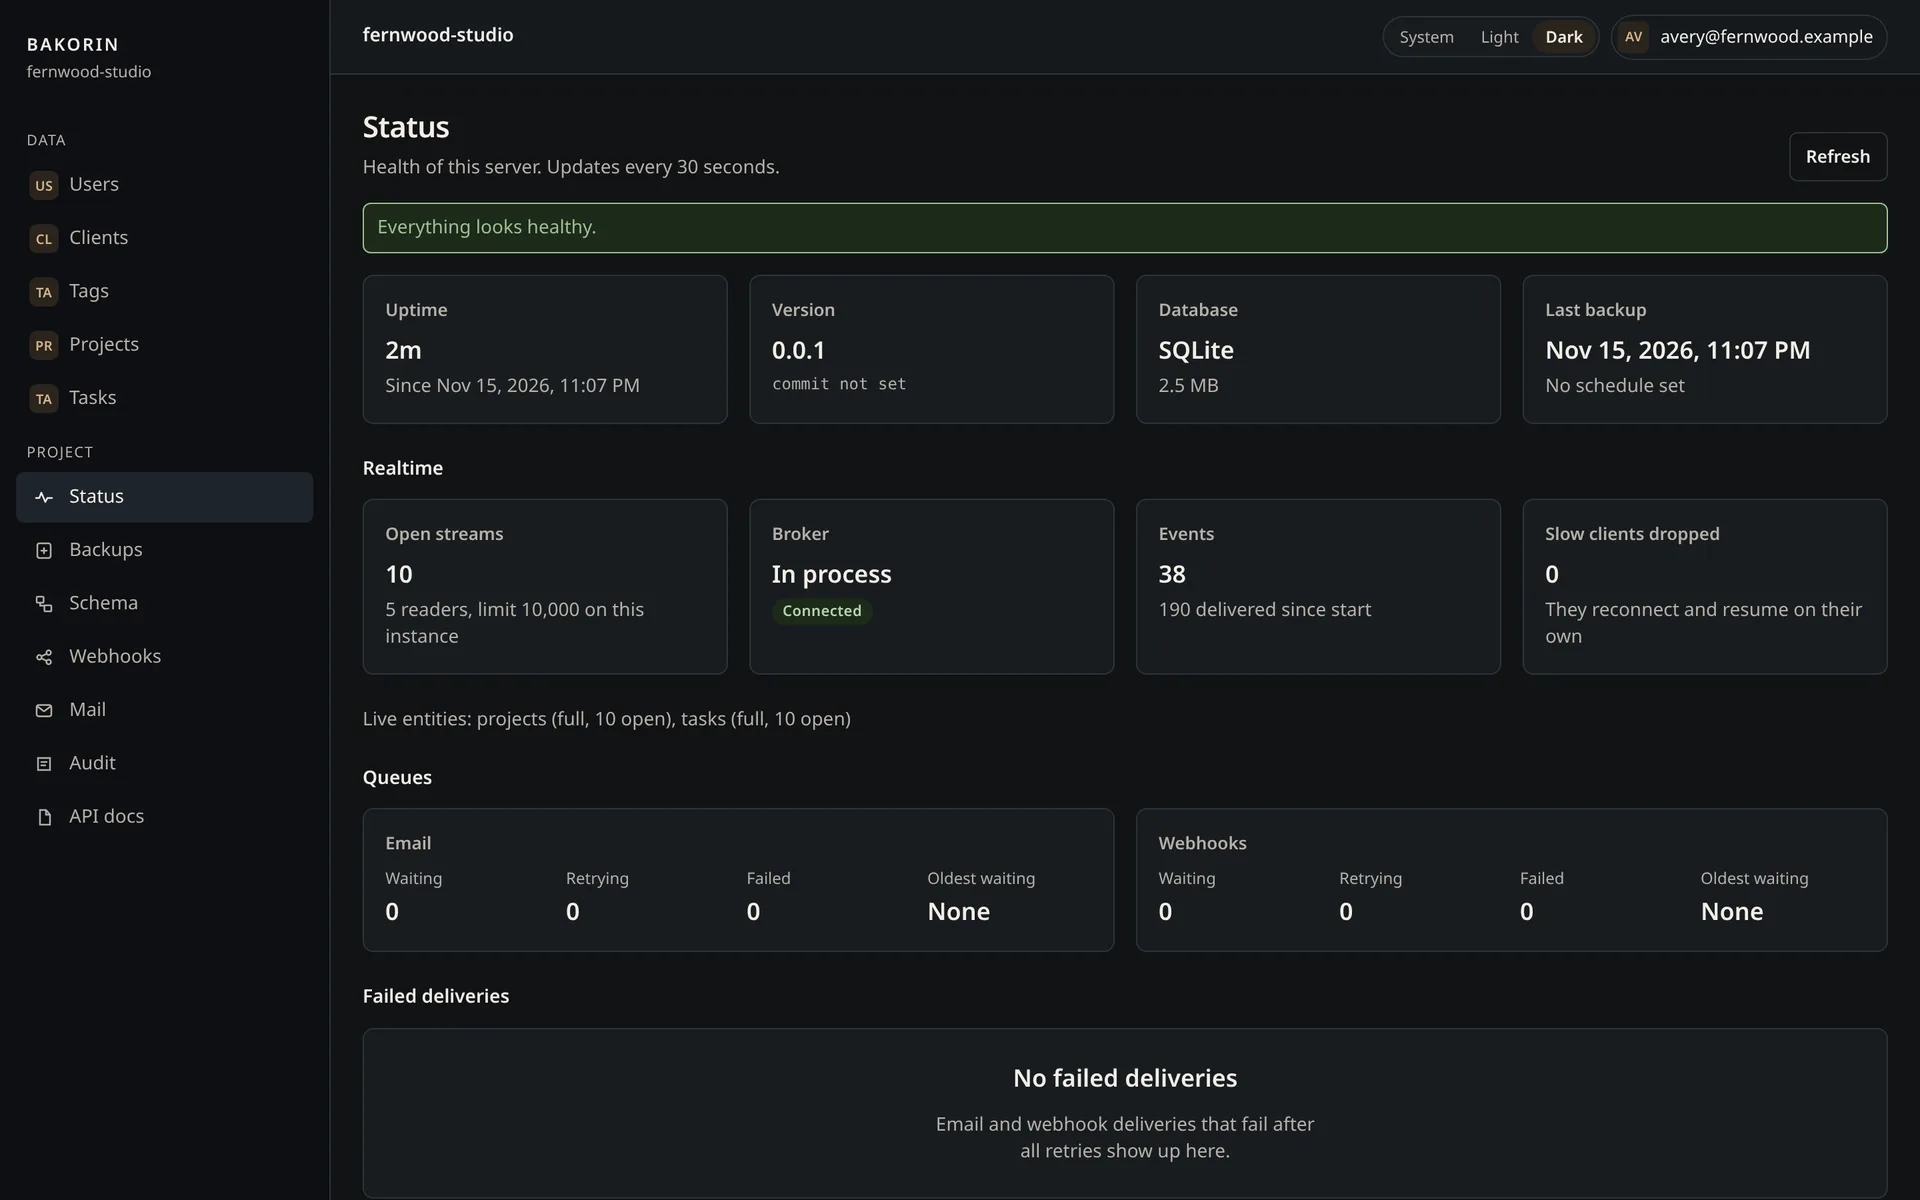 BAKORIN
fernwood-studio
DATA
US Users
CL Clients
TA Tags
PR Projects
TA Tasks
PROJECT
Status
Backups
Schema
Webhooks
Mail
Audit
API docs
fernwood-studio
System Light Dark
AV avery@fernwood.example
Status
Health of this server. Updates every 30 seconds.
Refresh
Everything looks healthy.
Uptime
2m
Since Nov 15, 2026, 11:07 PM
Version
0.0.1
commit not set
Database
SQLite
2.5 MB
Last backup
Nov 15, 2026, 11:07 PM
No schedule set
Realtime
Open streams
10
5 readers, limit 10,000 on this
instance
Broker
In process
Connected
Events
38
190 delivered since start
Slow clients dropped
0
They reconnect and resume on their
own
Live entities: projects (full, 10 open), tasks (full, 10 open)
Queues
Email
Waiting Retrying Failed Oldest waiting
0 0 0 None
Webhooks
Waiting Retrying Failed Oldest waiting
0 0 0 None
Failed deliveries
No failed deliveries
Email and webhook deliveries that fail after
all retries show up here.